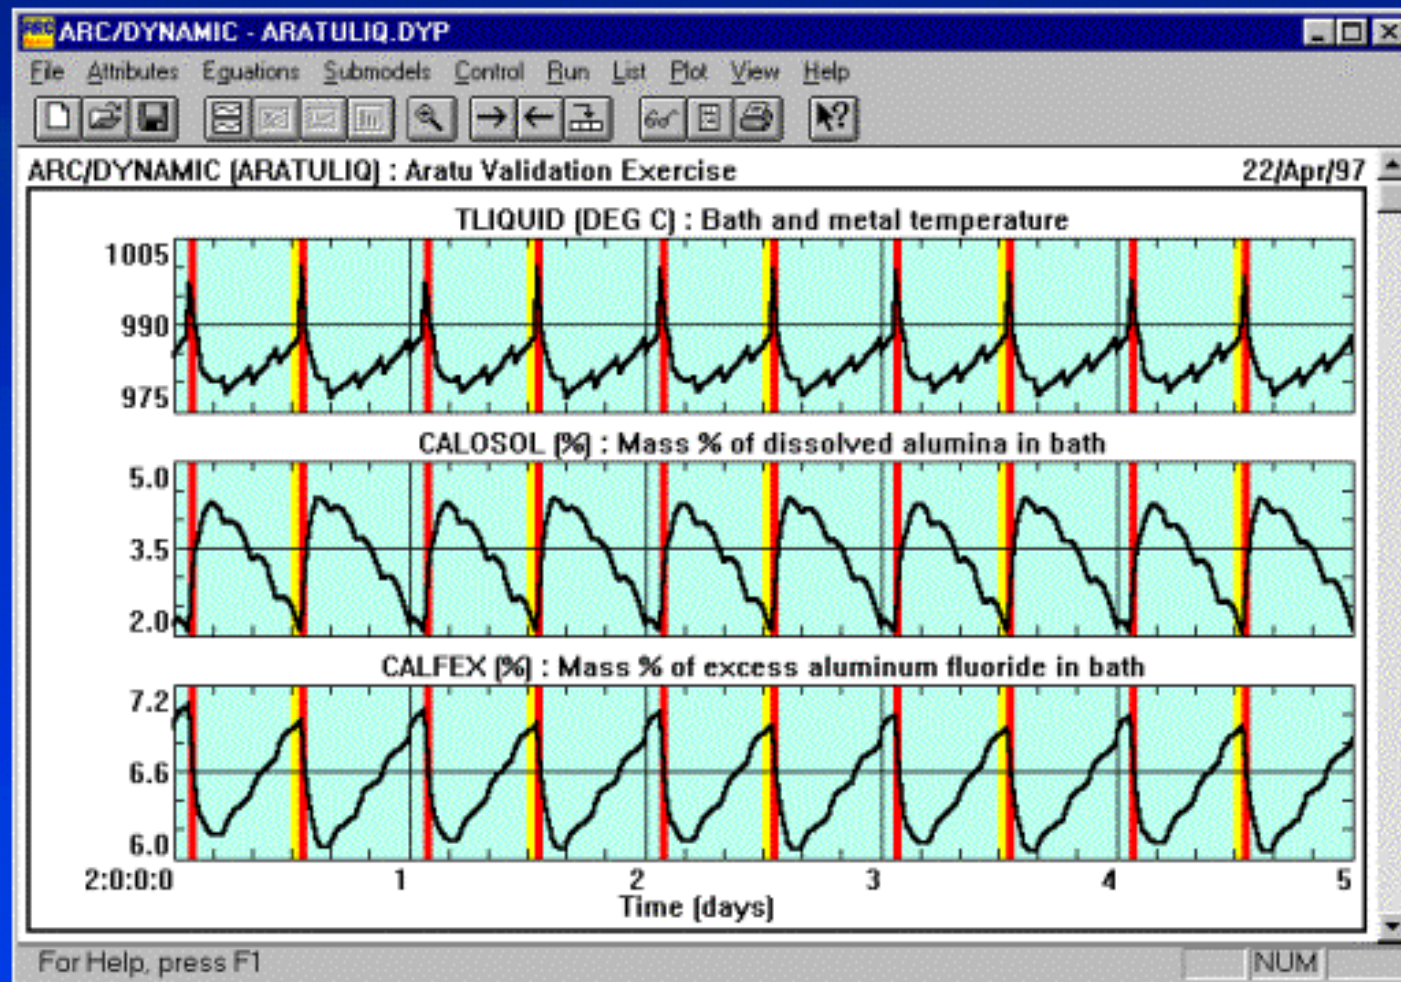 ARC/DYNAMIC - ARATULIQ.DYP
File Attributes Equations Submodels Control Run List Plot View Help
ARC/DYNAMIC (ARATULIQ) : Aratu Validation Exercise 22/Apr/97
TLIQUID (DEG C) : Bath and metal temperature
1005
990
975
CALOSOL (%) : Mass % of dissolved alumina in bath
5.0
3.5
2.0
CALFEX (%) : Mass % of excess aluminum fluoride in bath
7.2
6.6
6.0
2:0:0:0 1 2 3 4 5
Time (days)
For Help, press F1 NUM